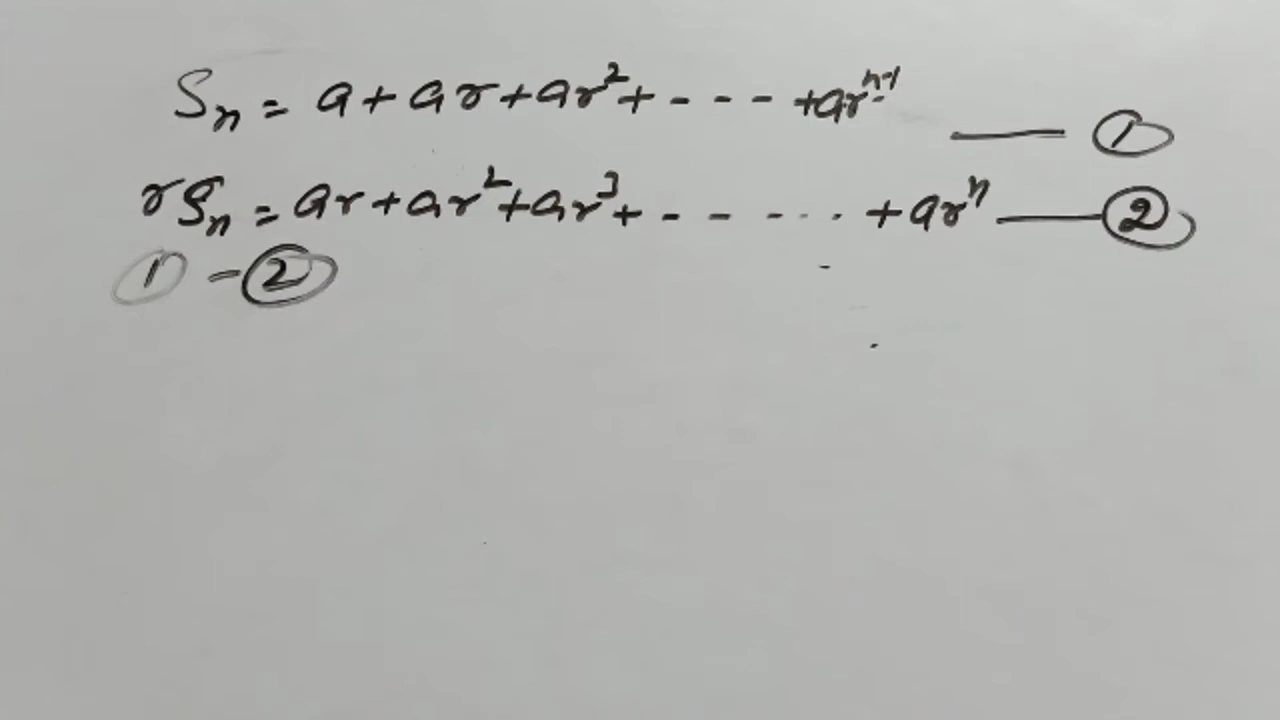 Sₙ = a + ar + ar² + - - - - + arⁿ⁻¹ —— ①
rSₙ = ar + ar² + ar³ + - - - - - - + arⁿ —— ②
① - ②